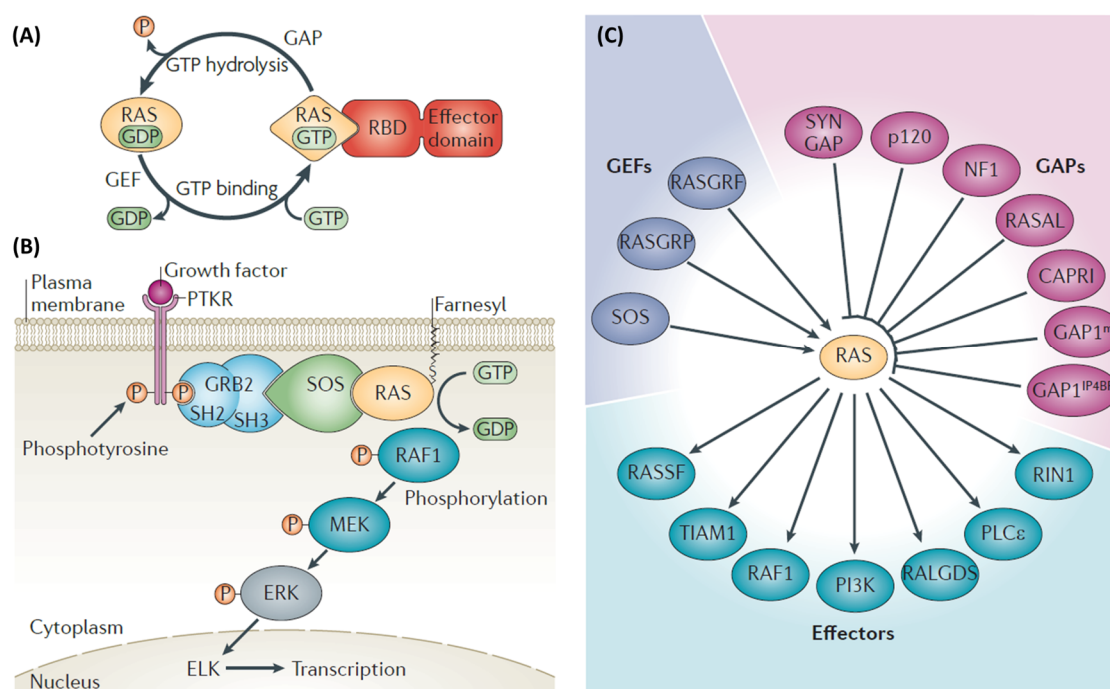 (A)
P
GAP
GTP hydrolysis
RAS
GDP
RAS
GTP
RBD
Effector
domain
GEF
GTP binding
GDP
GTP
(B)
Growth factor
Plasma
membrane
PTKR
Farnesyl
P
P
GRB2
SH2
SH3
SOS
RAS
GTP
GDP
Phosphotyrosine
P
RAF1
Phosphorylation
P
MEK
P
ERK
Cytoplasm
ELK
Transcription
Nucleus
(C)
GEFs
RASGRF
RASGRP
SOS
SYN
GAP
p120
NF1
GAPs
RASAL
CAPRI
GAP1
GAP1
RAS
RASSF
TIAM1
RAF1
PI3K
RALGDS
PLCε
RIN1
Effectors